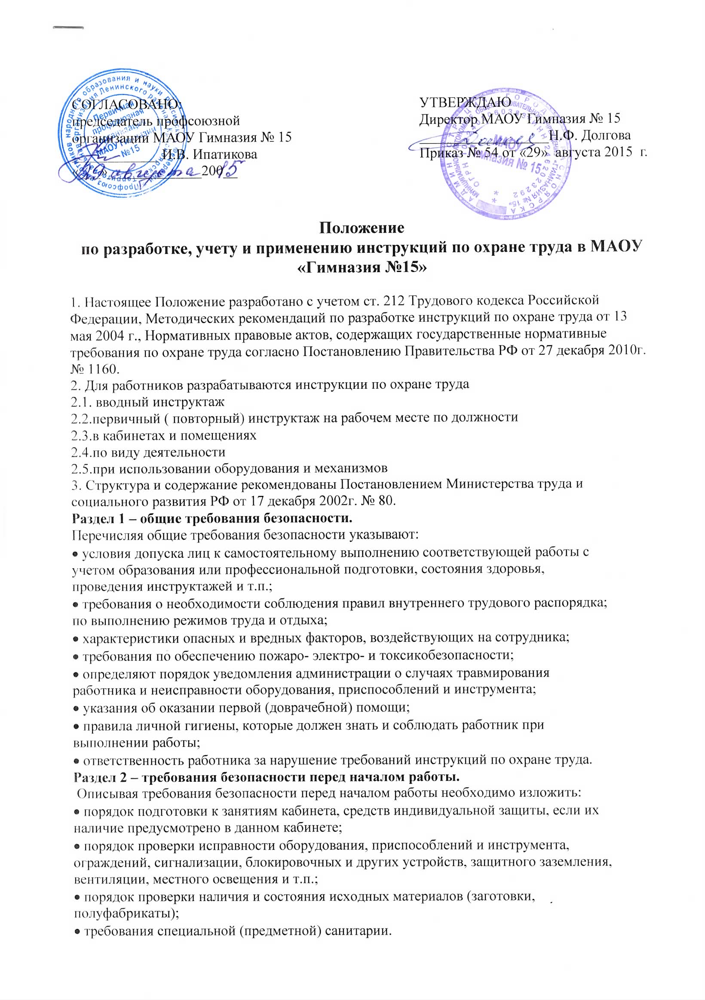 СОГЛАСОВАНО:
председатель профсоюзной
организации МАОУ Гимназия № 15
И.В. Ипатикова
«29» августа 20015
УТВЕРЖДАЮ
Директор МАОУ Гимназия № 15
Н.Ф. Долгова
Приказ № 54 от «29» августа 2015 г.
Первичная
профсоюзная
организация
МАОУ Гимназии
№15
МАОУ
Гимназия № 15
Положение
по разработке, учету и применению инструкций по охране труда в МАОУ
«Гимназия №15»
1. Настоящее Положение разработано с учетом ст. 212 Трудового кодекса Российской
Федерации, Методических рекомендаций по разработке инструкций по охране труда от 13
мая 2004 г., Нормативных правовые актов, содержащих государственные нормативные
требования по охране труда согласно Постановлению Правительства РФ от 27 декабря 2010г.
№ 1160.
2. Для работников разрабатываются инструкции по охране труда
2.1. вводный инструктаж
2.2.первичный ( повторный) инструктаж на рабочем месте по должности
2.3.в кабинетах и помещениях
2.4.по виду деятельности
2.5.при использовании оборудования и механизмов
3. Структура и содержание рекомендованы Постановлением Министерства труда и
социального развития РФ от 17 декабря 2002г. № 80.
Раздел 1 – общие требования безопасности.
Перечисляя общие требования безопасности указывают:
• условия допуска лиц к самостоятельному выполнению соответствующей работы с
учетом образования или профессиональной подготовки, состояния здоровья,
проведения инструктажей и т.п.;
• требования о необходимости соблюдения правил внутреннего трудового распорядка;
по выполнению режимов труда и отдыха;
• характеристики опасных и вредных факторов, воздействующих на сотрудника;
• требования по обеспечению пожаро- электро- и токсикобезопасности;
• определяют порядок уведомления администрации о случаях травмирования
работника и неисправности оборудования, приспособлений и инструмента;
• указания об оказании первой (доврачебной) помощи;
• правила личной гигиены, которые должен знать и соблюдать работник при
выполнении работы;
• ответственность работника за нарушение требований инструкций по охране труда.
Раздел 2 – требования безопасности перед началом работы.
Описывая требования безопасности перед началом работы необходимо изложить:
• порядок подготовки к занятиям кабинета, средств индивидуальной защиты, если их
наличие предусмотрено в данном кабинете;
• порядок проверки исправности оборудования, приспособлений и инструмента,
ограждений, сигнализации, блокировочных и других устройств, защитного заземления,
вентиляции, местного освещения и т.п.;
• порядок проверки наличия и состояния исходных материалов (заготовки,
полуфабрикаты);
• требования специальной (предметной) санитарии.